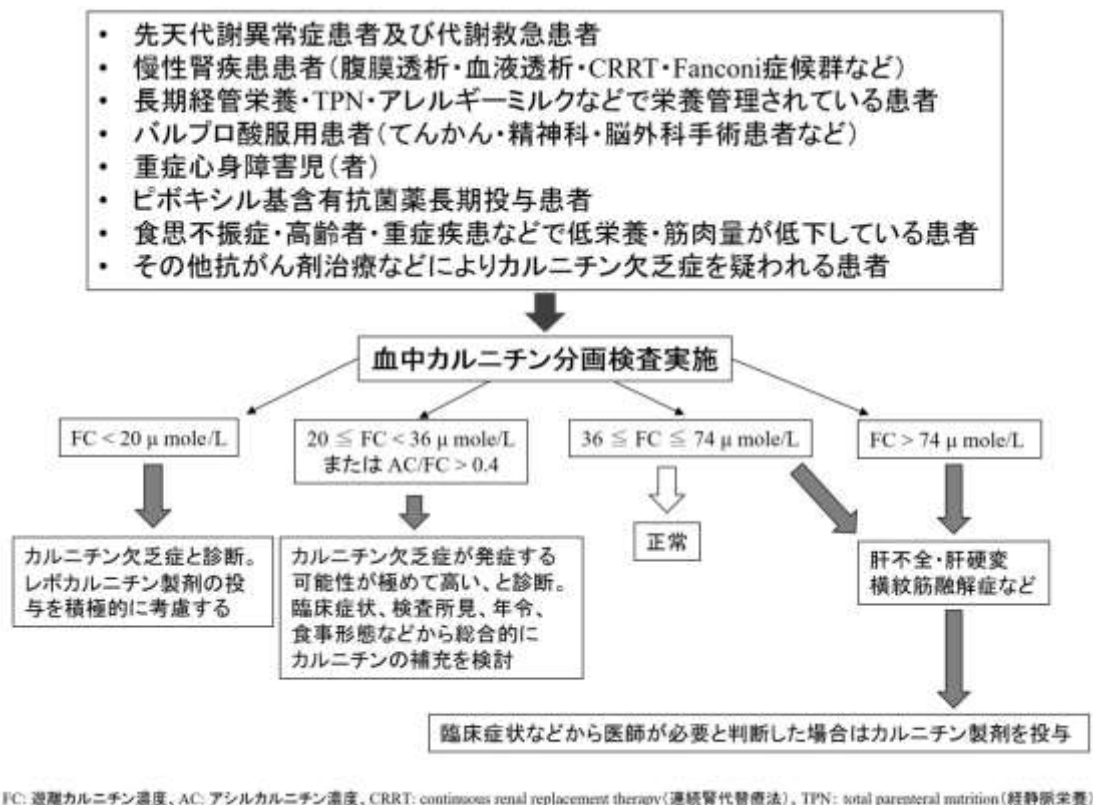 • 先天代謝異常症患者及び代謝救急患者
• 慢性腎疾患患者(腹膜透析・血液透析・CRRT・Fanconi症候群など)
• 長期経管栄養・TPN・アレルギーミルクなどで栄養管理されている患者
• バルプロ酸服用患者(てんかん・精神科・脳外科手術患者など)
• 重症心身障害児(者)
• ピボキシル基含有抗菌薬長期投与患者
• 食思不振症・高齢者・重症疾患などで低栄養・筋肉量が低下している患者
• その他抗がん剤治療などによりカルニチン欠乏症を疑われる患者
血中カルニチン分画検査実施
FC < 20 μ mole/L
20 ≦ FC < 36 μ mole/L
または AC/FC > 0.4
36 ≦ FC ≦ 74 μ mole/L
FC > 74 μ mole/L
カルニチン欠乏症と診断。
レボカルニチン製剤の投
与を積極的に考慮する
カルニチン欠乏症が発症する
可能性が極めて高い、と診断。
臨床症状、検査所見、年令、
食事形態などから総合的に
カルニチンの補充を検討
正常
肝不全・肝硬変
横紋筋融解症など
臨床症状などから医師が必要と判断した場合はカルニチン製剤を投与
FC: 遊離カルニチン濃度、AC: アシルカルニチン濃度、CRRT: continuous renal replacement therapy(連続腎代替療法)、TPN: total parenteral nutrition(経静脈栄養)